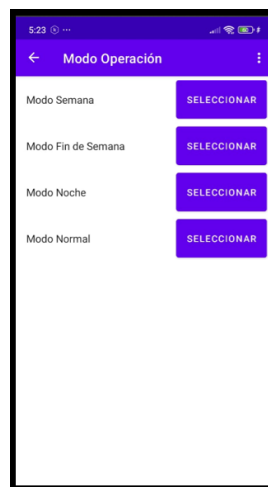 5:23
Modo Operación
Modo Semana SELECCIONAR
Modo Fin de Semana SELECCIONAR
Modo Noche SELECCIONAR
Modo Normal SELECCIONAR